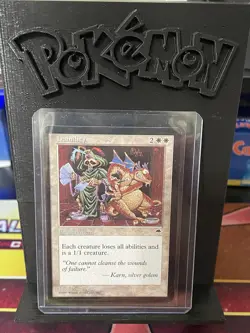 POKéMON
Humility
Each creature loses all abilities and
is a 1/1 creature.
"One cannot cleanse the wounds
of failure."
—Karn, silver golem